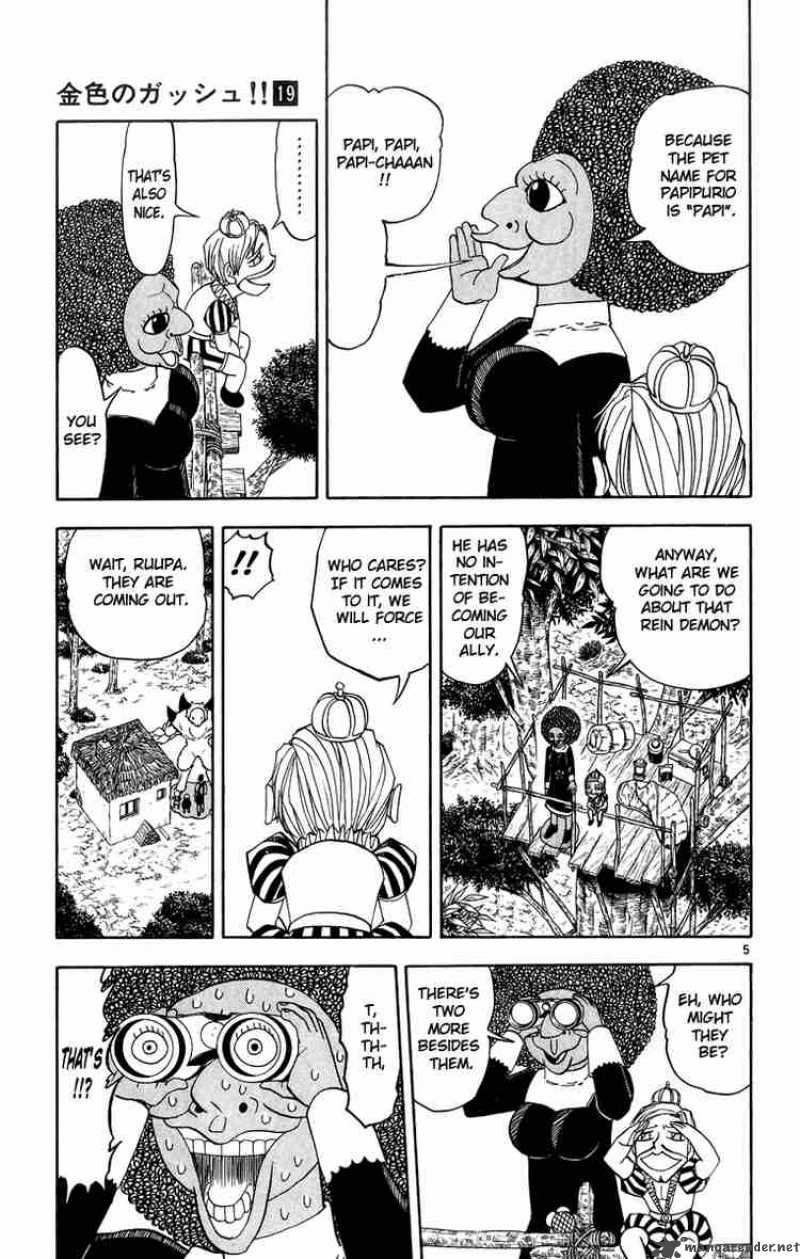 金色のガッシュ!! 19
BECAUSE
THE PET
NAME FOR
PAPIPURIO
IS "PAPI".
PAPI, PAPI,
PAPI-CHAAAN
!!
.........
THAT'S
ALSO
NICE.
YOU
SEE?
ANYWAY,
WHAT ARE WE
GOING TO DO
ABOUT THAT
REIN DEMON?
HE HAS
NO IN-
TENTION
OF BE-
COMING
OUR
ALLY.
WHO CARES?
IF IT COMES
TO IT, WE
WILL FORCE
...
!!
WAIT, RUUPA.
THEY ARE
COMING OUT.
5
EH, WHO
MIGHT
THEY
BE?
THERE'S
TWO
MORE
BESIDES
THEM.
T,
TH-
TH-
TH,
THAT'S
!!?
mangareader.net